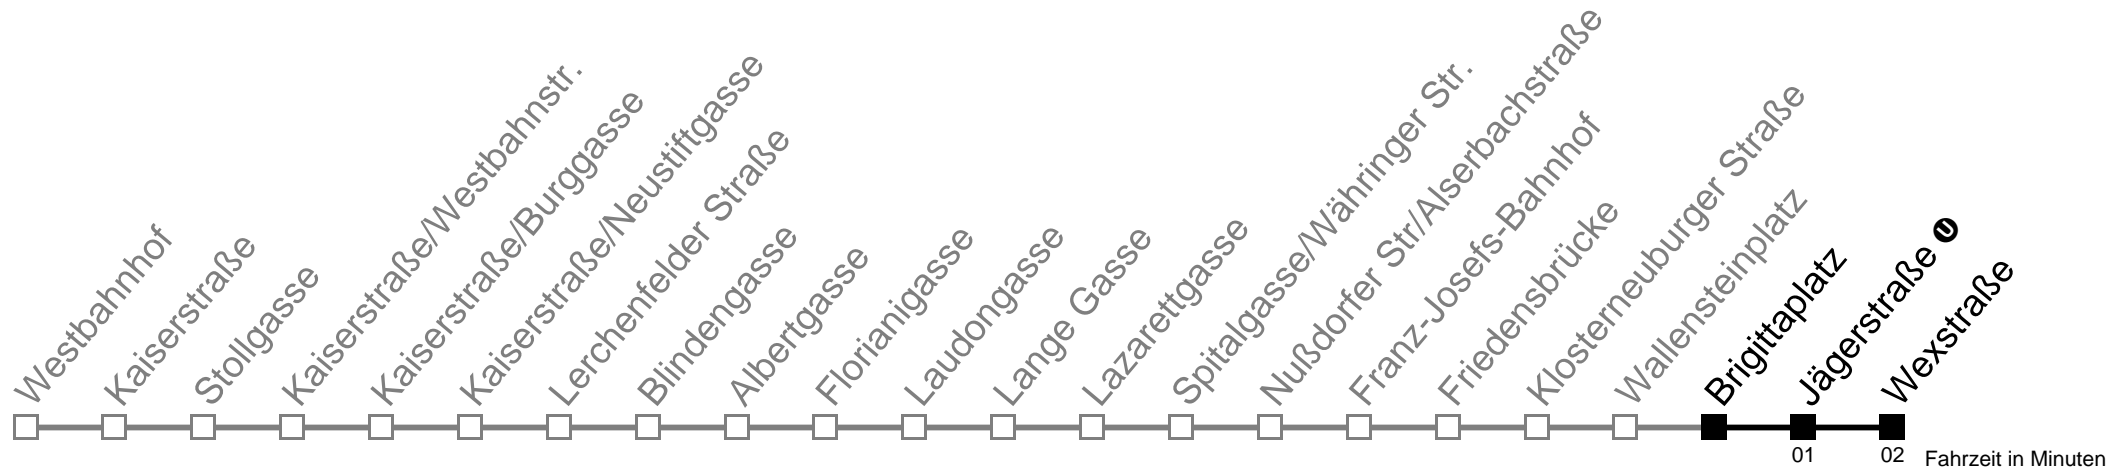 Westbahnhof
Kaiserstraße
Stollgasse
Kaiserstraße/Westbahnstr.
Kaiserstraße/Burggasse
Kaiserstraße/Neustiftgasse
Lerchenfelder Straße
Blindengasse
Albertgasse
Florianigasse
Laudongasse
Lange Gasse
Lazarettgasse
Spitalgasse/Währinger Str.
Nußdorfer Str/Alserbachstraße
Franz-Josefs-Bahnhof
Friedensbrücke
Klosterneuburger Straße
Wallensteinplatz
Brigittaplatz
Jägerstraße U
Wexstraße
01
02
Fahrzeit in Minuten